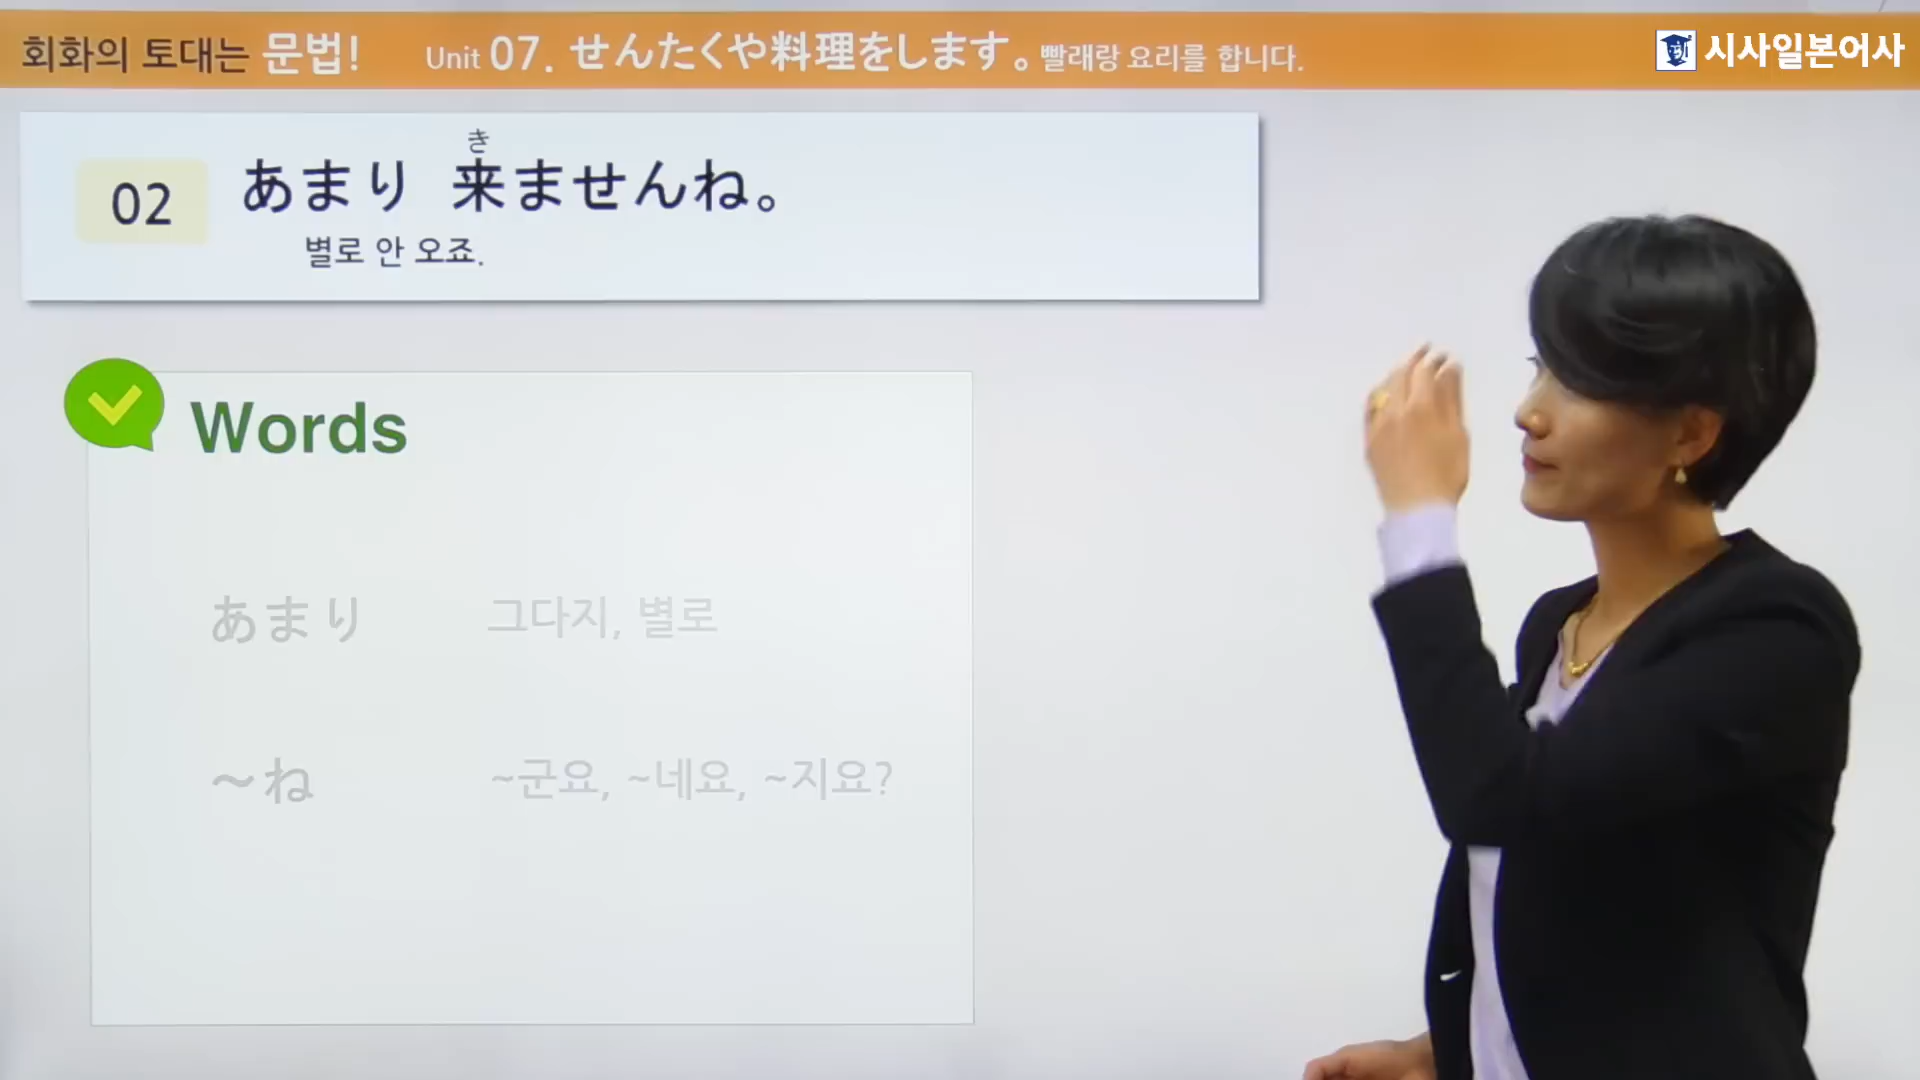 회화의 토대는 문법! Unit 07. せんたくや料理をします。빨래랑 요리를 합니다.
시사일본어사
き
02 あまり 来ませんね。
별로 안 오죠.
Words
あまり 그다지, 별로
~ね ~군요, ~네요, ~지요?